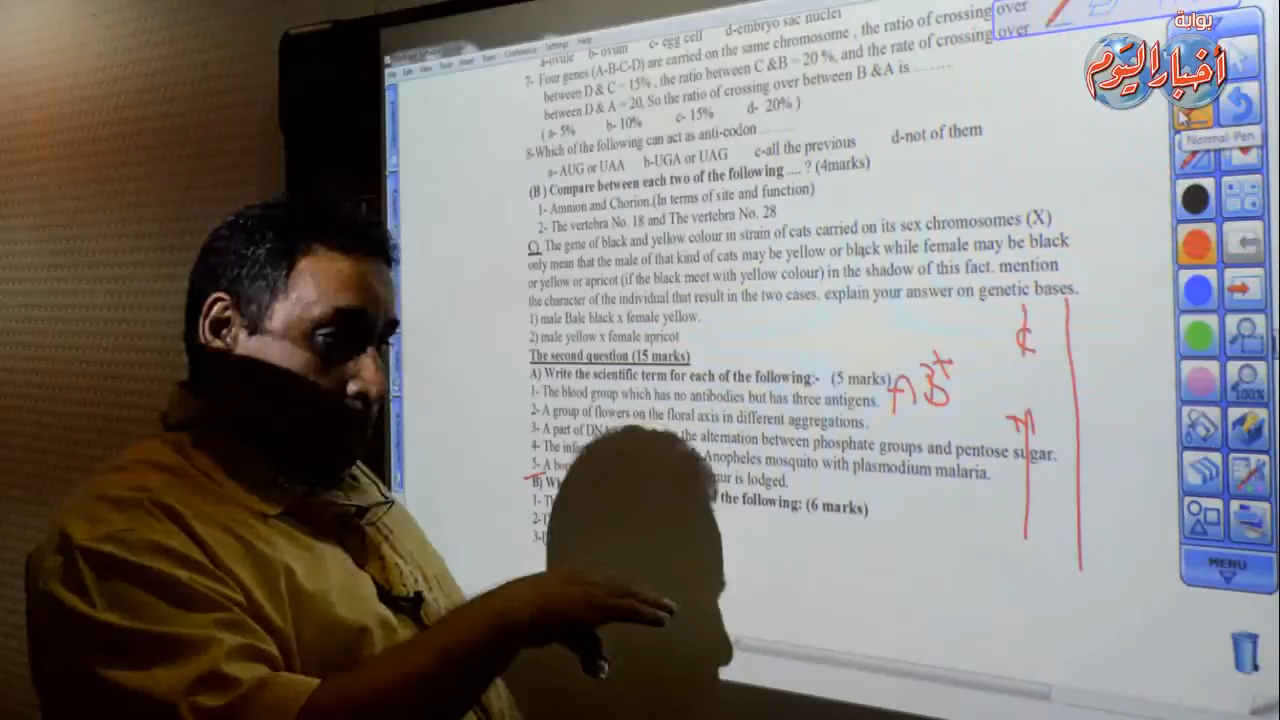 بوابة
أخبار اليوم
a-ovule b- ovum c- egg cell d-embryo sac nuclei
7- Four genes (A-B-C-D) are carried on the same chromosome , the ratio of crossing over
between D & C = 15% , the ratio between C &B = 20 %, and the rate of crossing over
between D & A = 20, So the ratio of crossing over between B &A is ........
( a- 5% b- 10% c- 15% d- 20% )
8-Which of the following can act as anti-codon ........
a- AUG or UAA b-UGA or UAG c-all the previous d-not of them
(B ) Compare between each two of the following .... ? (4marks)
1- Amnion and Chorion.(In terms of site and function)
2- The vertebra No. 18 and The vertebra No. 28
C) The gene of black and yellow colour in strain of cats carried on its sex chromosomes (X)
only mean that the male of that kind of cats may be yellow or black while female may be black
or yellow or apricot (if the black meet with yellow colour) in the shadow of this fact. mention
the character of the individual that result in the two cases. explain your answer on genetic bases.
1) male Bale black x female yellow.
2) male yellow x female apricot
The second question (15 marks)
A) Write the scientific term for each of the following:- (5 marks)
1- The blood group which has no antibodies but has three antigens. AB+
2- A group of flowers on the floral axis in different aggregations.
3- A part of DNA the alternation between phosphate groups and pentose sugar.
4- The Anopheles mosquito with plasmodium malaria.
5- A is lodged.
B) the following: (6 marks)
1-
2-
3-
Normal Pen
100%
MENU